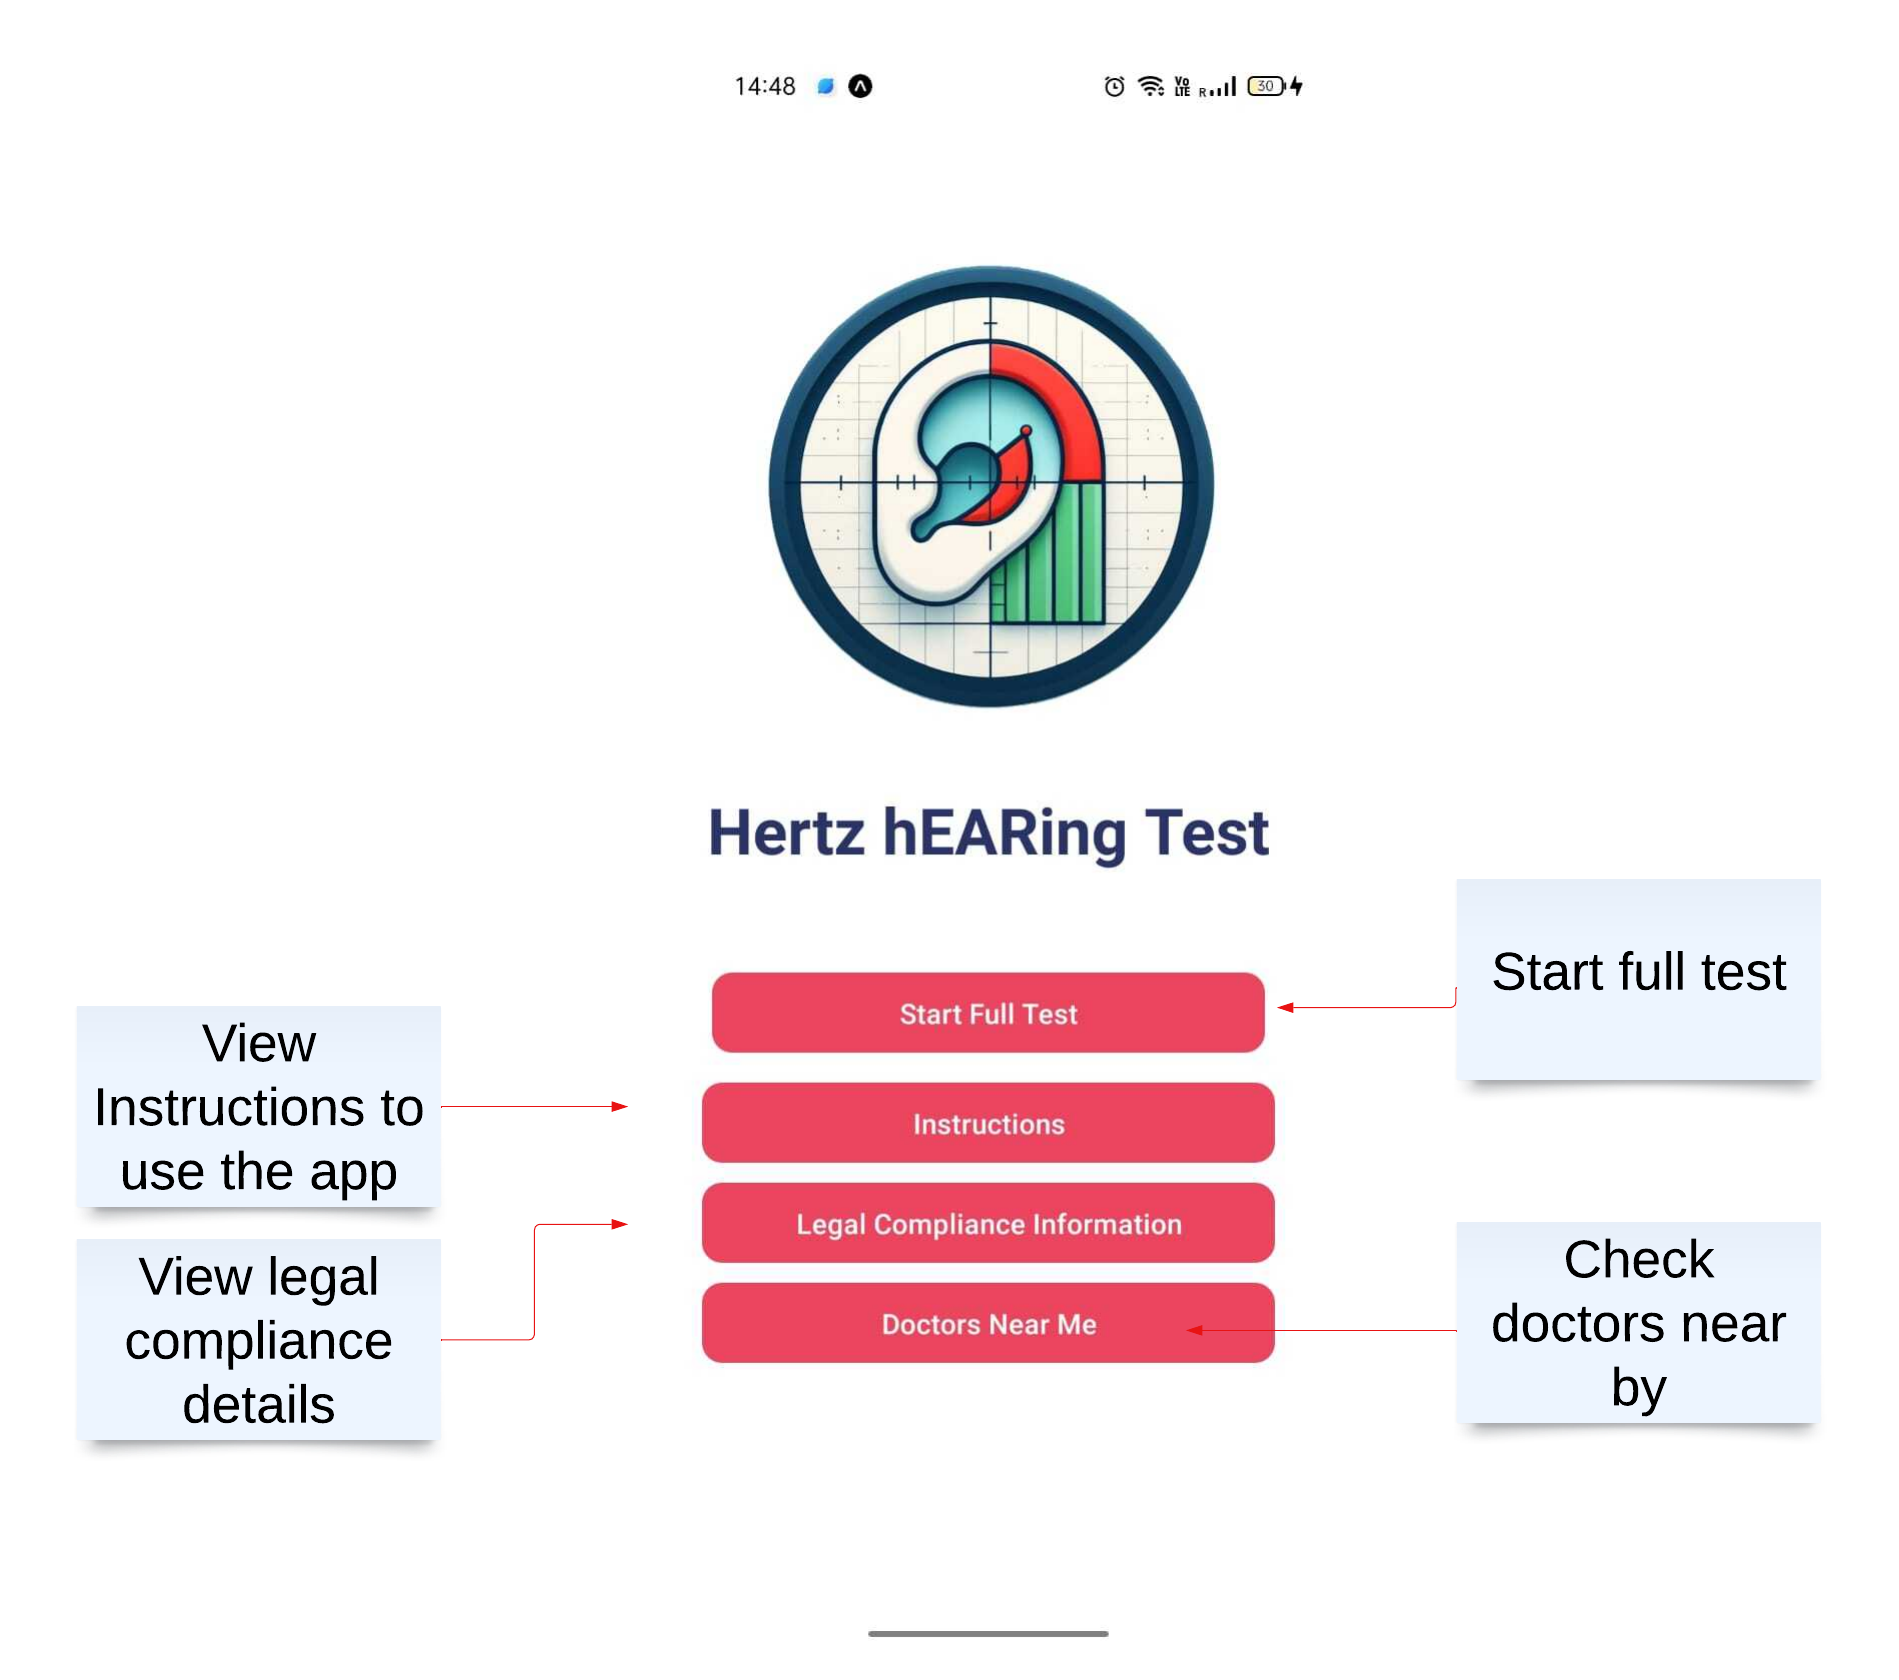 14:48
Vo
LTE
R
30
Hertz hEARing Test
Start full test
Start Full Test
View
Instructions to
use the app
Instructions
Legal Compliance Information
View legal
compliance
details
Doctors Near Me
Check
doctors near
by